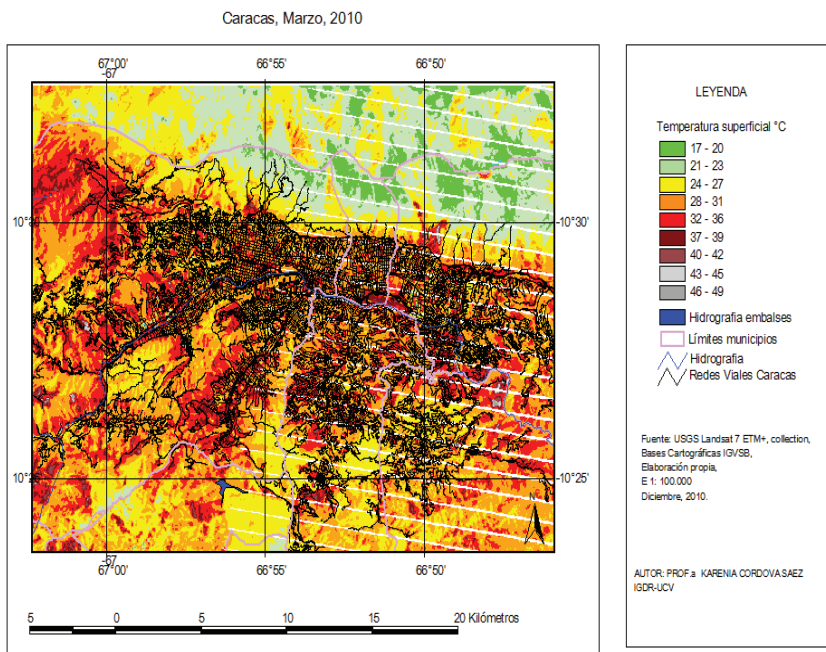 Caracas, Marzo, 2010
67°00' 66°55' 66°50'
-67
10°30' 10°30'
10°25' 10°25'
-67
67°00' 66°55' 66°50'
5 0 5 10 15 20 Kilómetros
LEYENDA
Temperatura superficial °C
17 - 20
21 - 23
24 - 27
28 - 31
32 - 36
37 - 39
40 - 42
43 - 45
46 - 49
Hidrografia embalses
Límites municipios
Hidrografia
Redes Viales Caracas
Fuente: USGS Landsat 7 ETM+, collection,
Bases Cartográficas IGVSB,
Elaboración propia,
E 1: 100.000
Diciembre, 2010.
AUTOR: PROF.a KARENIA CORDOVA SAEZ
IGDR-UCV